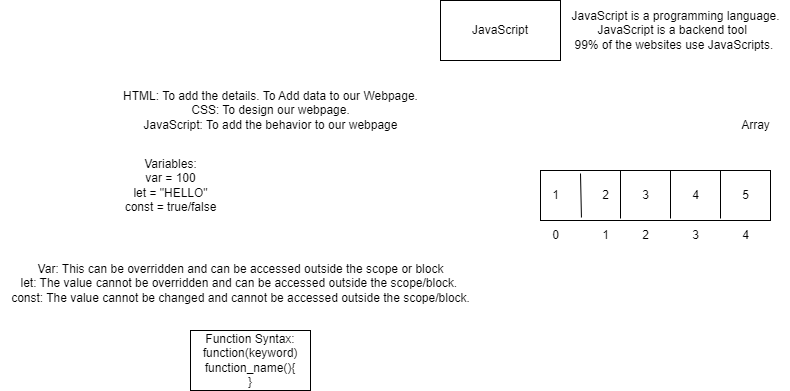 JavaScript
JavaScript is a programming language.
JavaScript is a backend tool
99% of the websites use JavaScripts.
HTML: To add the details. To Add data to our Webpage.
CSS: To design our webpage.
JavaScript: To add the behavior to our webpage
Array
Variables:
var = 100
let = "HELLO"
const = true/false
1 2 3 4 5
0 1 2 3 4
Var: This can be overridden and can be accessed outside the scope or block
let: The value cannot be overridden and can be accessed outside the scope/block.
const: The value cannot be changed and cannot be accessed outside the scope/block.
Function Syntax:
function(keyword)
function_name(){
}